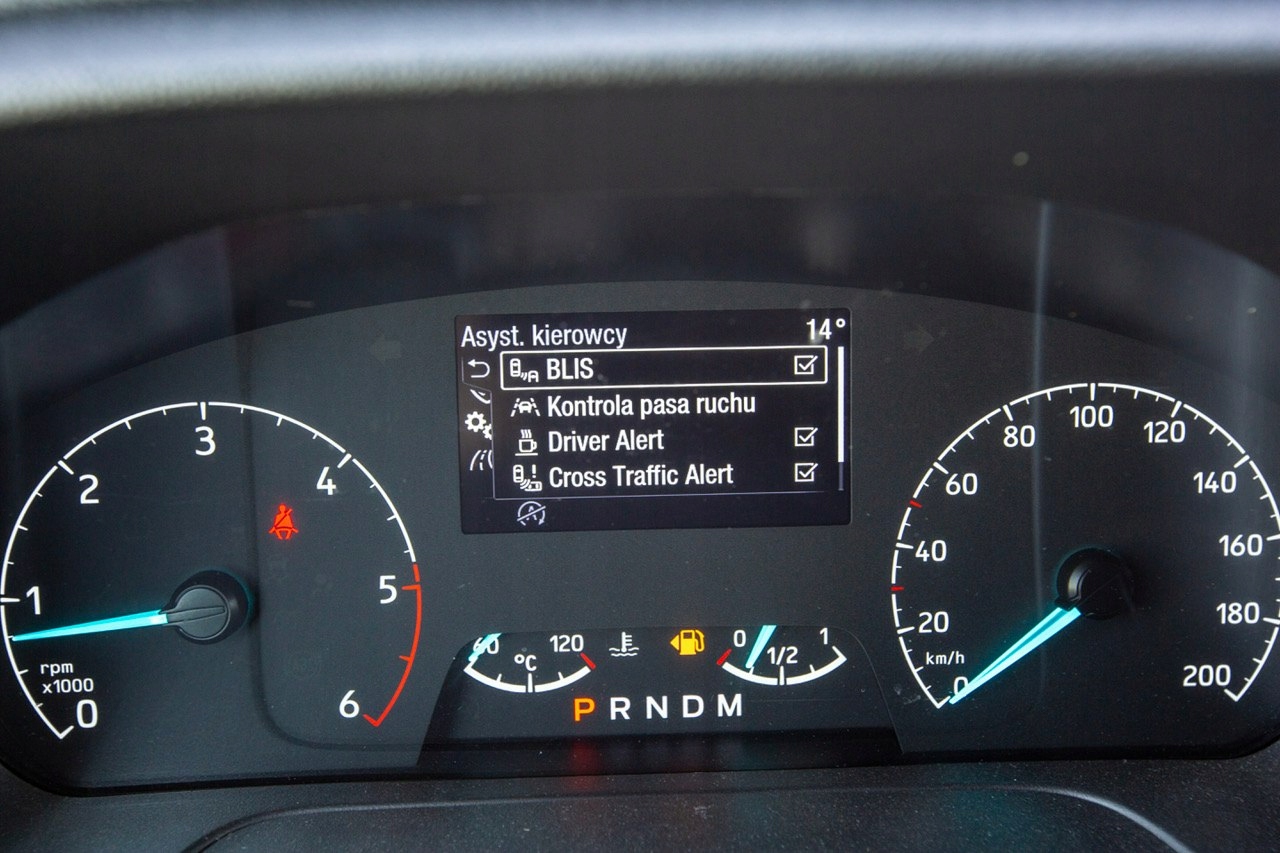 Asyst. kierowcy 14°
BLIS
Kontrola pasa ruchu
Driver Alert
Cross Traffic Alert
A
0
1
2
3
4
5
6
rpm
x1000
60 120
°C
0 1/2 1
P R N D M
0
20
40
60
80
100
120
140
160
180
200
km/h